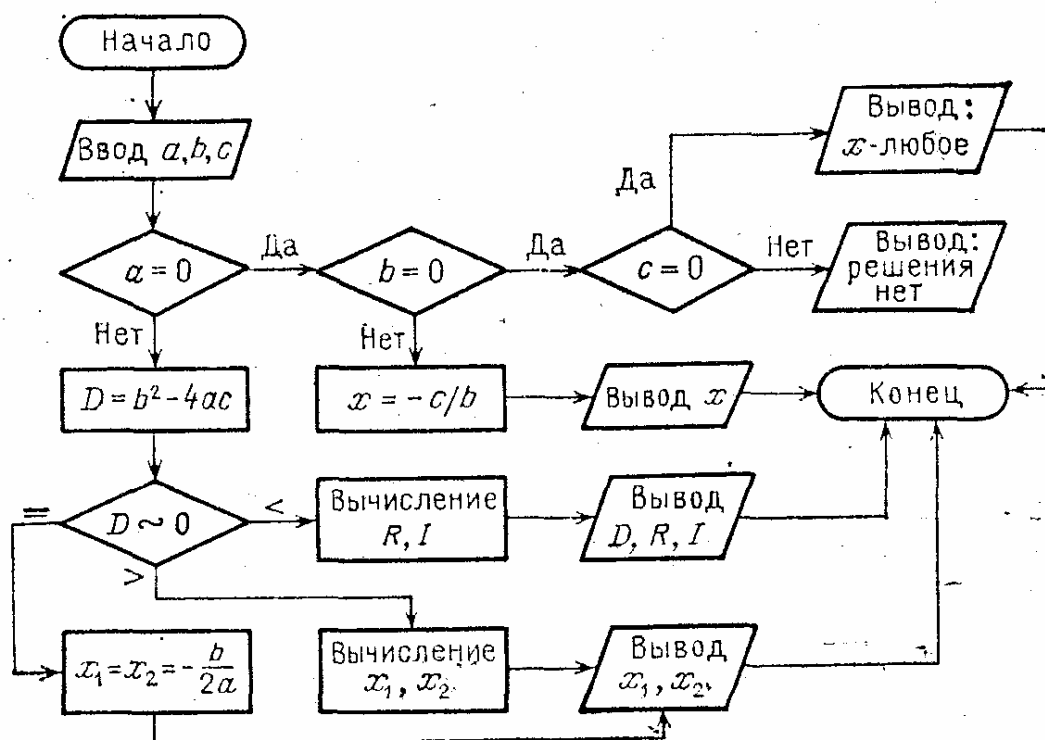 Начало
Ввод a, b, c
a = 0
Да
b = 0
Да
c = 0
Да
Вывод:
x-любое
Нет
Вывод:
решения
нет
Нет
D = b² - 4ac
Нет
x = -c/b
Вывод x
Конец
D ~ 0
=
<
>
Вычисление
R, I
Вывод
D, R, I
x₁ = x₂ = - b/2a
Вычисление
x₁, x₂
Вывод
x₁, x₂